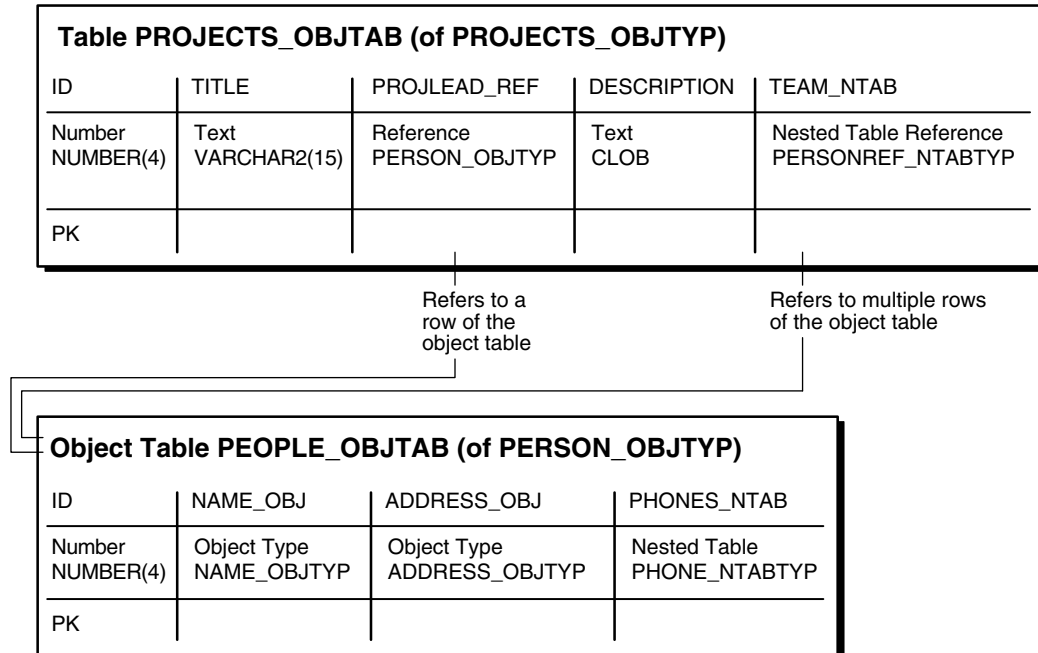 Table PROJECTS_OBJTAB (of PROJECTS_OBJTYP)
ID TITLE PROJLEAD_REF DESCRIPTION TEAM_NTAB
Number Text Reference Text Nested Table Reference
NUMBER(4) VARCHAR2(15) PERSON_OBJTYP CLOB PERSONREF_NTABTYP
PK
Refers to a
row of the
object table
Refers to multiple rows
of the object table
Object Table PEOPLE_OBJTAB (of PERSON_OBJTYP)
ID NAME_OBJ ADDRESS_OBJ PHONES_NTAB
Number Object Type Object Type Nested Table
NUMBER(4) NAME_OBJTYP ADDRESS_OBJTYP PHONE_NTABTYP
PK